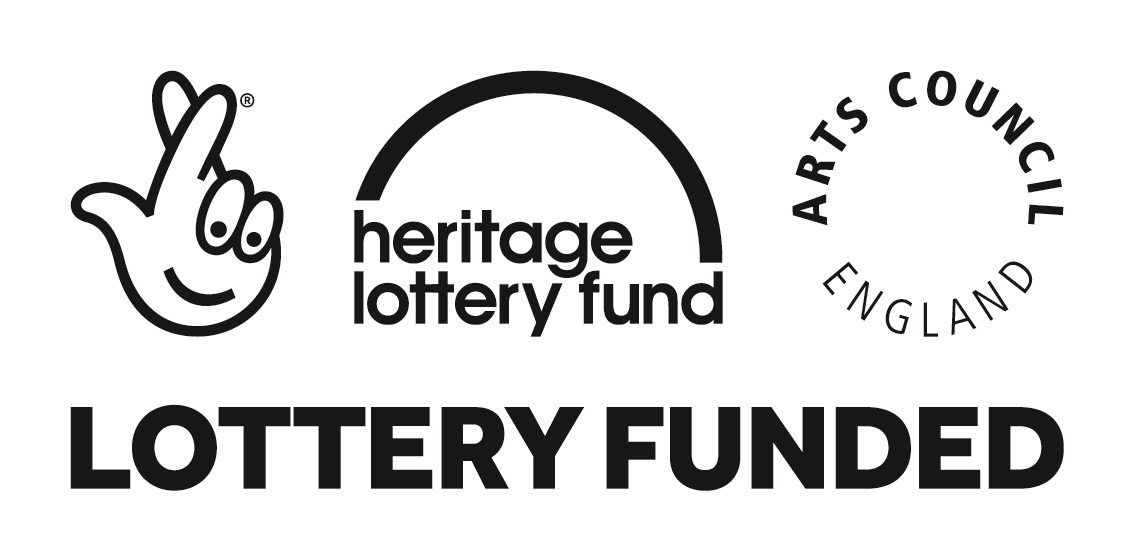 ®
heritage
lottery fund
ARTS COUNCIL
ENGLAND
LOTTERY FUNDED